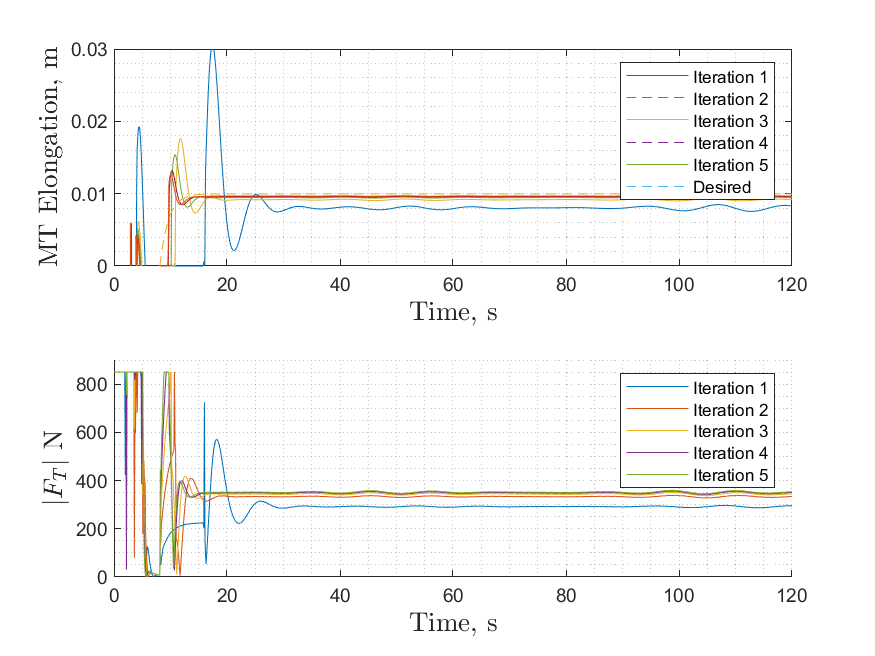 MT Elongation, m
0.03
0.02
0.01
0
0 20 40 60 80 100 120
Time, s
Iteration 1
Iteration 2
Iteration 3
Iteration 4
Iteration 5
Desired
|F_T| N
800
600
400
200
0
0 20 40 60 80 100 120
Time, s
Iteration 1
Iteration 2
Iteration 3
Iteration 4
Iteration 5